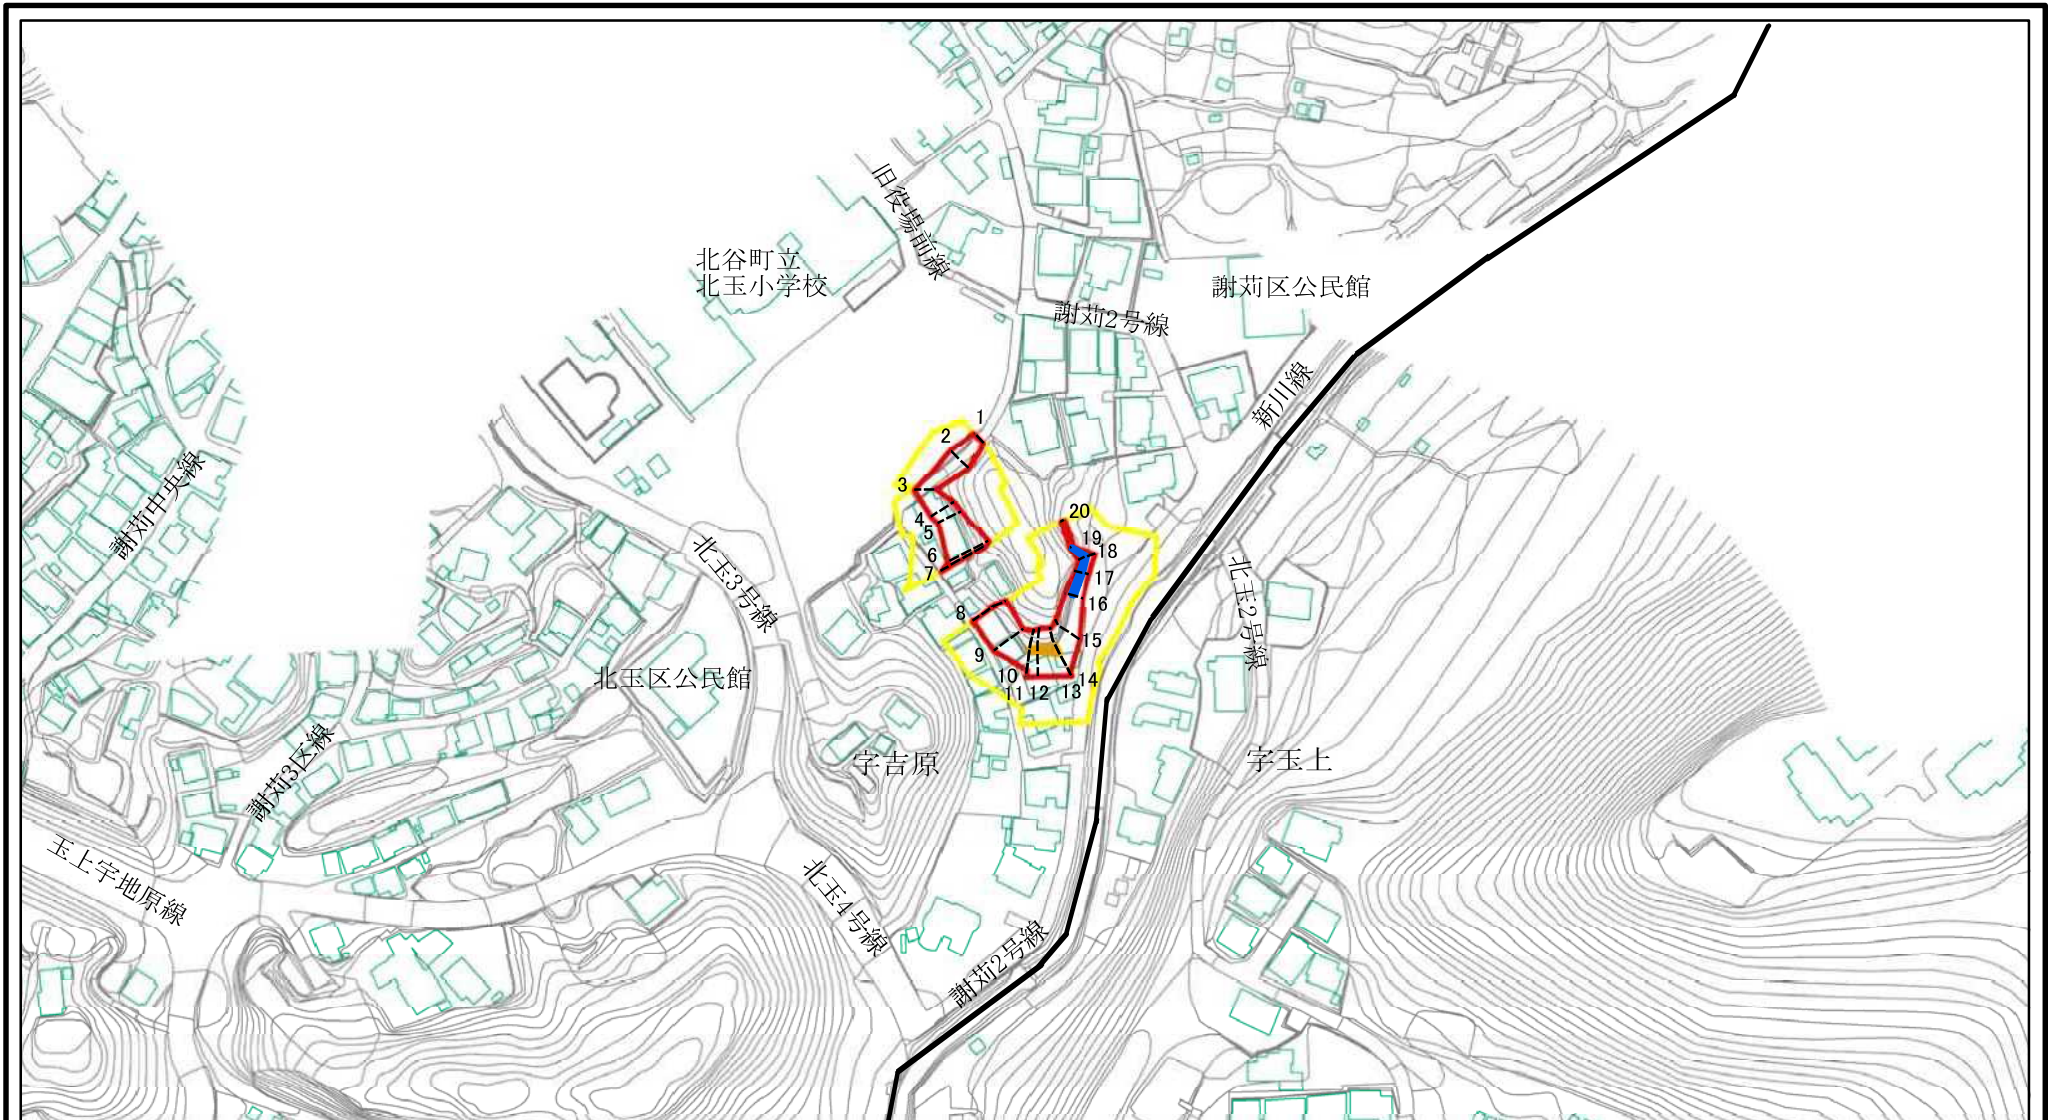 旧役場前線
北谷町立
北玉小学校
謝苅区公民館
謝苅2号線
新川線
謝苅中央線
1
2
3
4
5
6
7
8
9
10
11
12
13
14
15
16
17
18
19
20
北玉3号線
北玉2号線
北玉区公民館
字吉原
字玉上
謝苅3区線
玉上宇地原線
北玉4号線
謝苅2号線